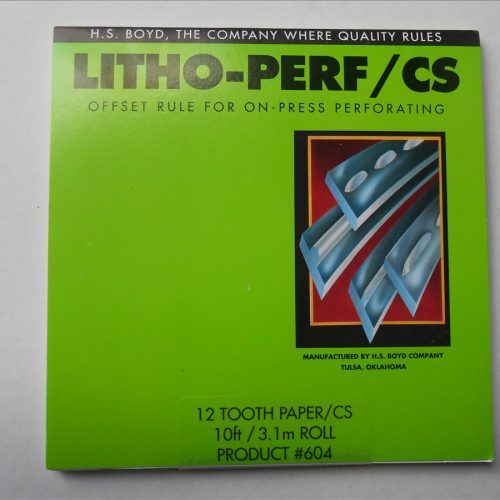 H.S. BOYD, THE COMPANY WHERE QUALITY RULES
LITHO-PERF/CS
OFFSET RULE FOR ON-PRESS PERFORATING
MANUFACTURED BY H.S. BOYD COMPANY
TULSA, OKLAHOMA
12 TOOTH PAPER/CS
10ft / 3.1m ROLL
PRODUCT #604